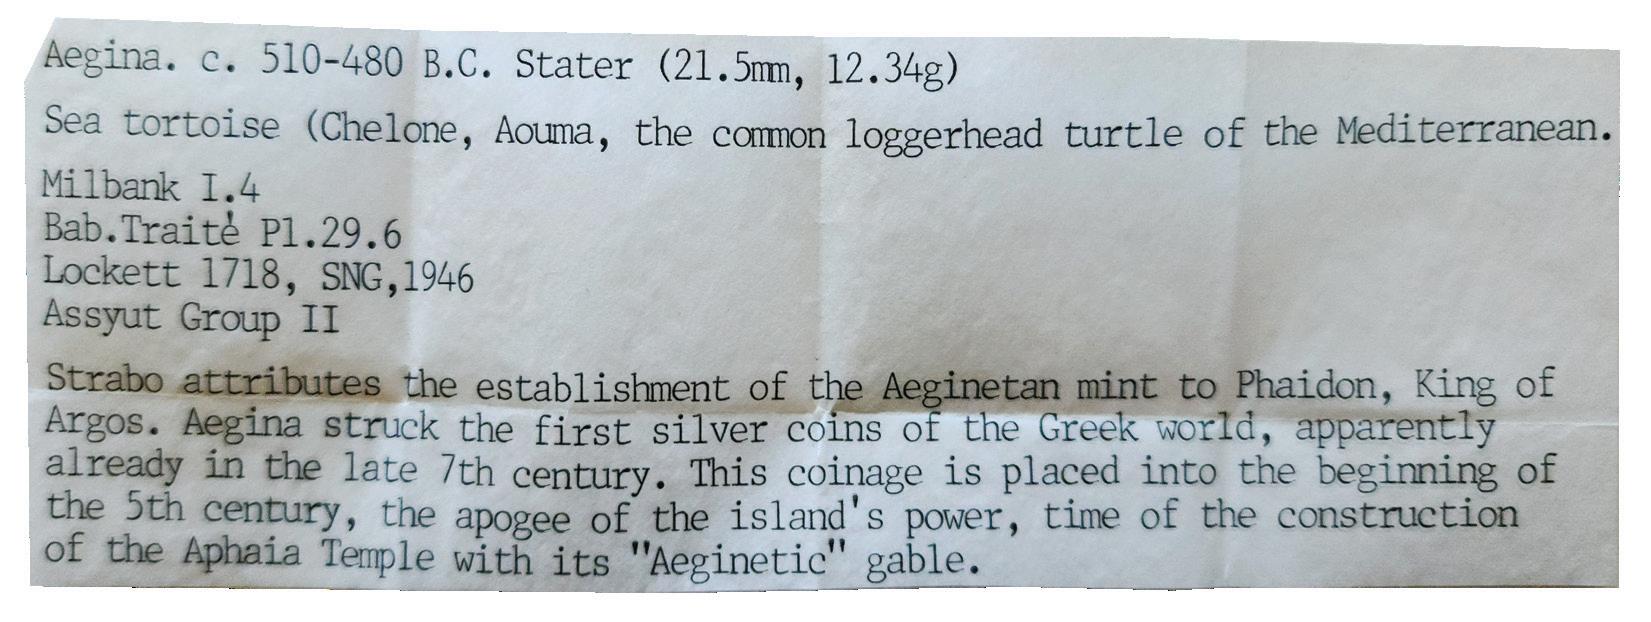 Aegina. c. 510-480 B.C. Stater (21.5mm, 12.34g)
Sea tortoise (Chelone, Aouma, the common loggerhead turtle of the Mediterranean.
Milbank I.4
Bab.Traité Pl.29.6
Lockett 1718, SNG,1946
Assyut Group II
Strabo attributes the establishment of the Aeginetan mint to Phaidon, King of
Argos. Aegina struck the first silver coins of the Greek world, apparently
already in the late 7th century. This coinage is placed into the beginning of
the 5th century, the apogee of the island's power, time of the construction
of the Aphaia Temple with its "Aeginetic" gable.